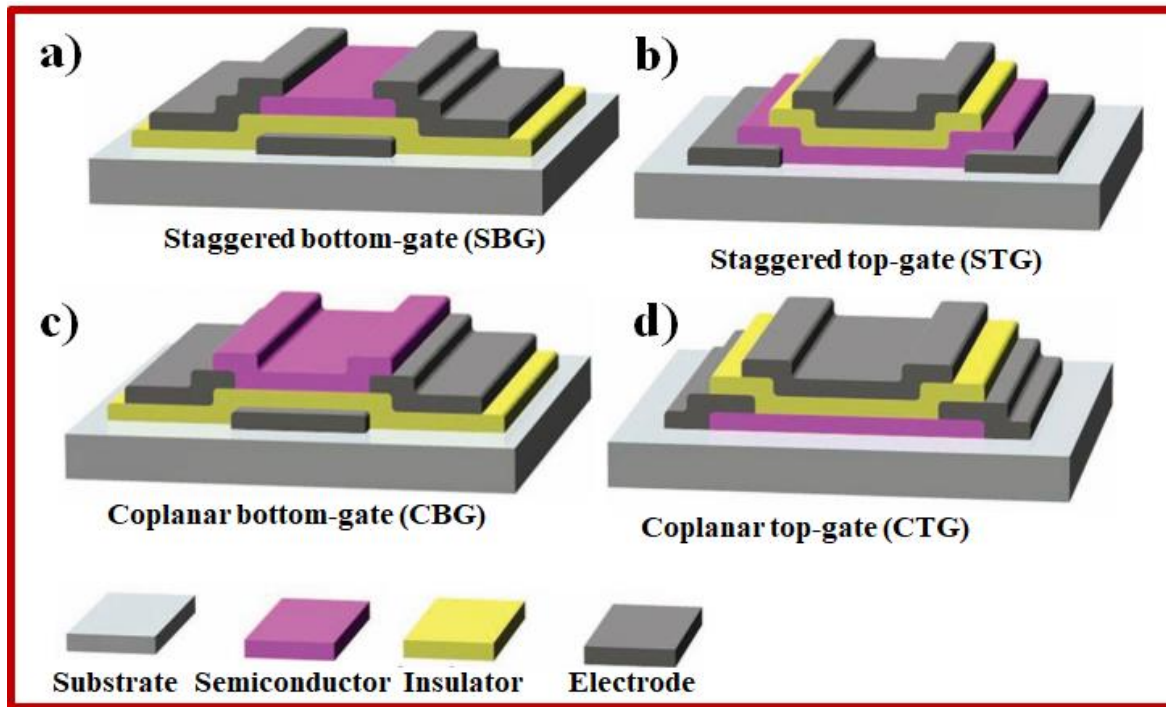 a)
b)
Staggered bottom-gate (SBG)
Staggered top-gate (STG)
c)
d)
Coplanar bottom-gate (CBG)
Coplanar top-gate (CTG)
Substrate Semiconductor Insulator Electrode